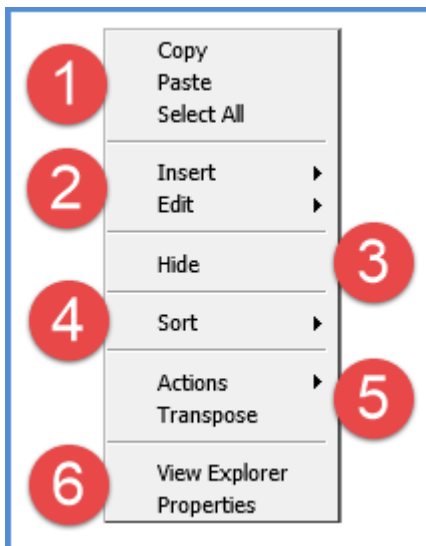 1
Copy
Paste
Select All
2
Insert
Edit
Hide
3
4
Sort
Actions
5
Transpose
6
View Explorer
Properties